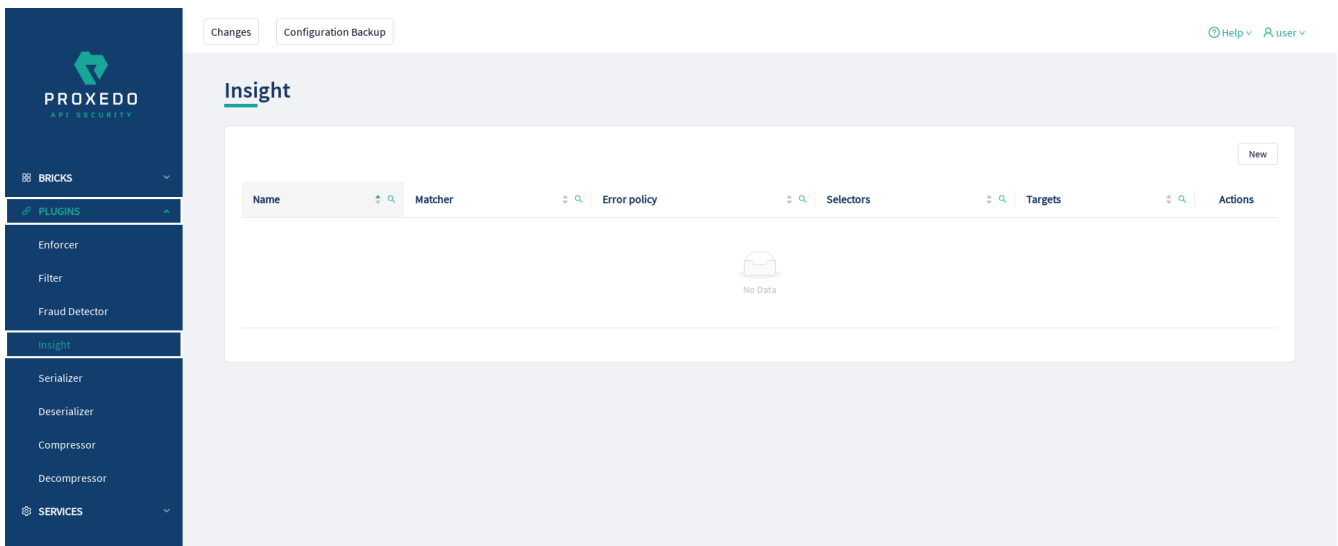 Changes Configuration Backup Help user
PROXEDO
API SECURITY
BRICKS
PLUGINS
Enforcer
Filter
Fraud Detector
Insight
Serializer
Deserializer
Compressor
Decompressor
SERVICES
Insight
New
Name Matcher Error policy Selectors Targets Actions
No Data